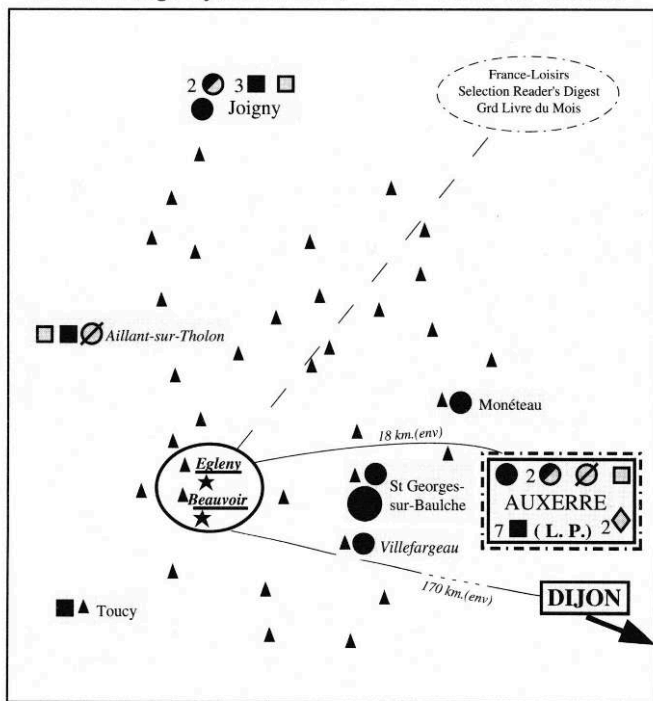 2 3
Joigny
France-Loisirs
Selection Reader's Digest
Grd Livre du Mois
Aillant-sur-Tholon
Monéteau
18 km.(env)
Egleny
Beauvoir
St Georges-
sur-Baulche
2
AUXERRE
7 (L. P.) 2
Villefargeau
170 km.(env)
DIJON
Toucy